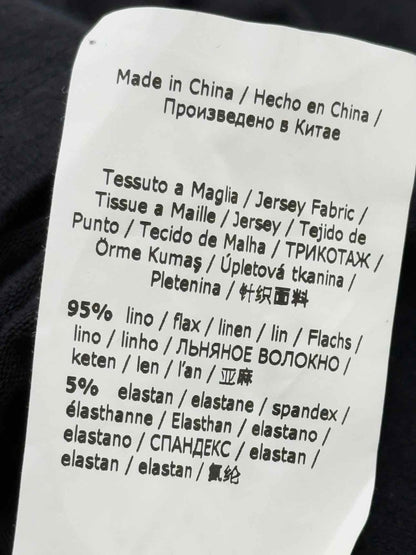 Made in China / Hecho en China /
Произведено в Китае
Tessuto a Maglia / Jersey Fabric /
Tissue a Maille / Jersey / Tejido de
Punto / Tecido de Malha / ТРИКОТАЖ /
Örme Kumaş / Úpletová tkanina /
Pletenina / 针织面料
95% lino / flax / linen / lin / Flachs /
lino / linho / ЛЬНЯНОЕ ВОЛОКНО /
keten / len / l'an / 亚麻
5% elastan / elastane / spandex /
élasthanne / Elasthan / elastano /
elastano / СПАНДЕКС / elastan /
elastan / elastan / 氨纶